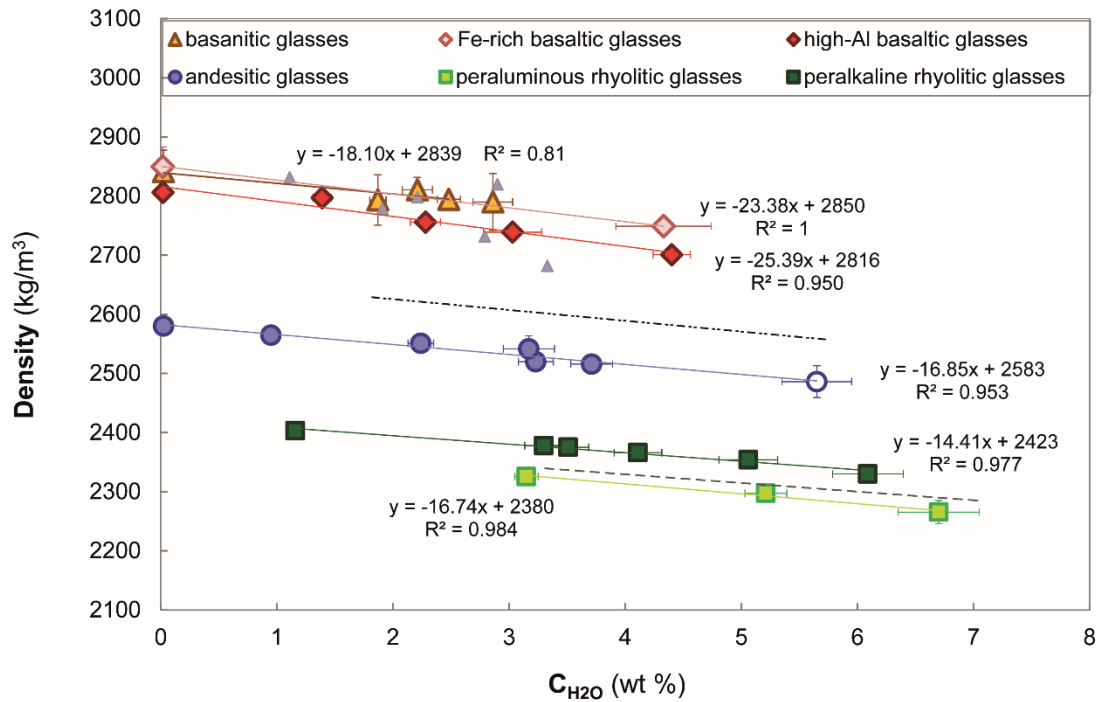 3100
3000
2900
2800
2700
2600
2500
2400
2300
2200
2100
Density (kg/m³)
basanitic glasses Fe-rich basaltic glasses high-Al basaltic glasses
andesitic glasses peraluminous rhyolitic glasses peralkaline rhyolitic glasses
y = -18.10x + 2839 R² = 0.81
y = -23.38x + 2850
R² = 1
y = -25.39x + 2816
R² = 0.950
y = -16.85x + 2583
R² = 0.953
y = -14.41x + 2423
R² = 0.977
y = -16.74x + 2380
R² = 0.984
0 1 2 3 4 5 6 7 8
C_H2O (wt %)